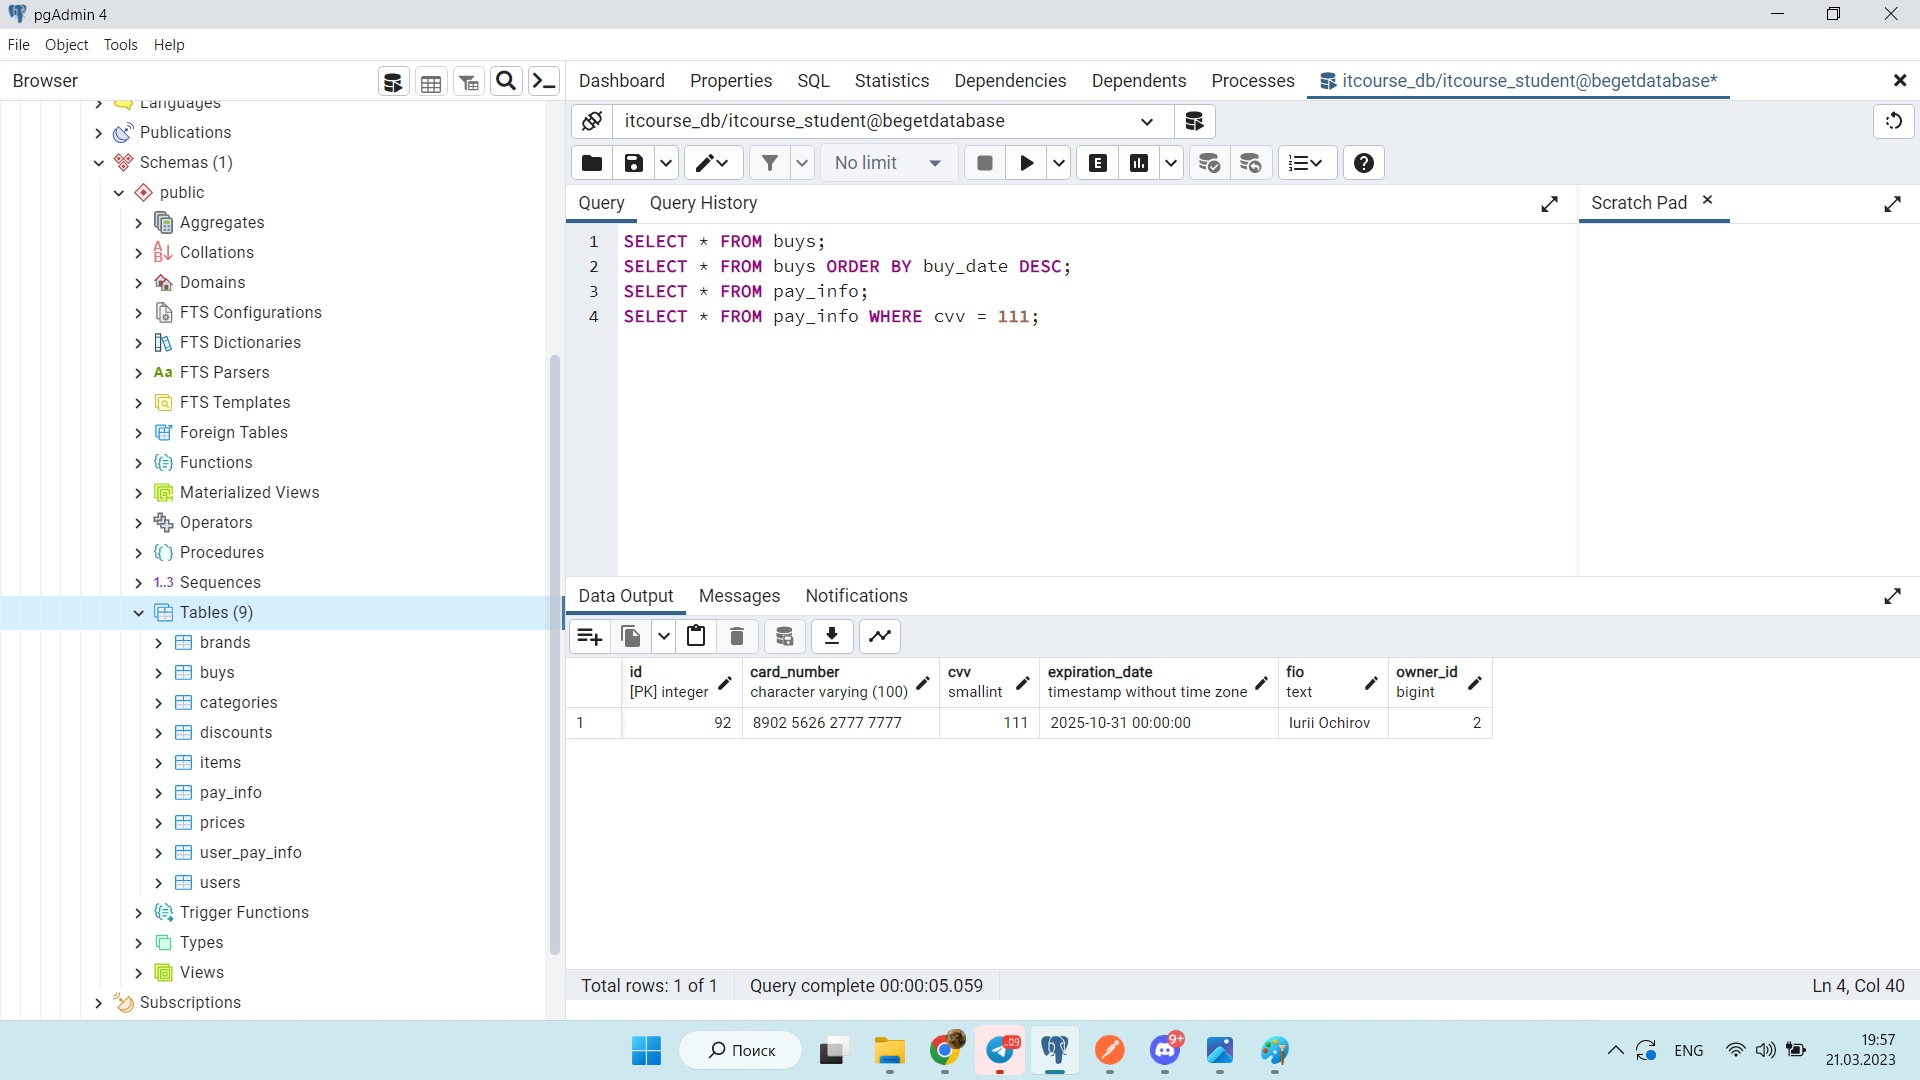 pgAdmin 4
File Object Tools Help
Browser
Dashboard Properties SQL Statistics Dependencies Dependents Processes itcourse_db/itcourse_student@begetdatabase*
Languages
Publications
Schemas (1)
public
Aggregates
Collations
Domains
FTS Configurations
FTS Dictionaries
Aa FTS Parsers
FTS Templates
Foreign Tables
Functions
Materialized Views
Operators
Procedures
1..3 Sequences
Tables (9)
brands
buys
categories
discounts
items
pay_info
prices
user_pay_info
users
Trigger Functions
Types
Views
Subscriptions
itcourse_db/itcourse_student@begetdatabase
No limit
E
Query Query History
Scratch Pad
1 SELECT * FROM buys;
2 SELECT * FROM buys ORDER BY buy_date DESC;
3 SELECT * FROM pay_info;
4 SELECT * FROM pay_info WHERE cvv = 111;
Data Output Messages Notifications
id card_number cvv expiration_date fio owner_id
[PK] integer character varying (100) smallint timestamp without time zone text bigint
1 92 8902 5626 2777 7777 111 2025-10-31 00:00:00 Iurii Ochirov 2
Total rows: 1 of 1 Query complete 00:00:05.059 Ln 4, Col 40
Поиск
.09
9+
ENG
19:57
21.03.2023